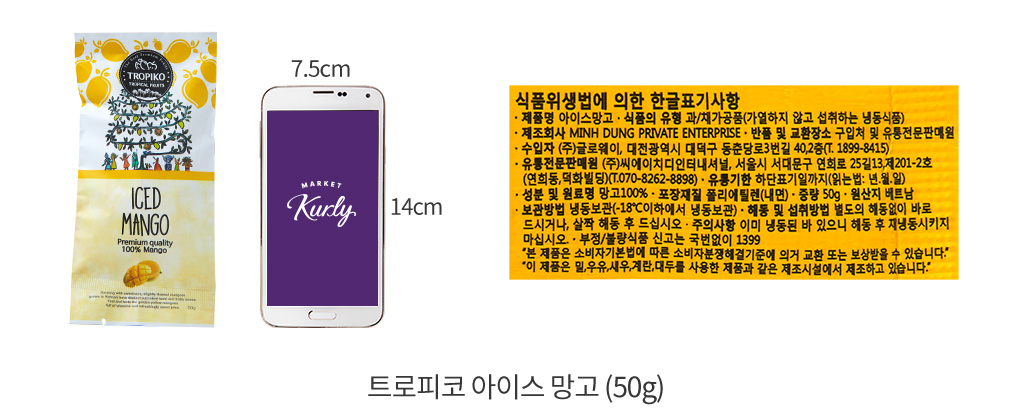 TROPIKO
TROPICAL FRUITS
ICED
MANGO
Premium quality
100% Mango
7.5cm
MARKET
Kurly
14cm
식품위생법에 의한 한글표기사항
· 제품명 아이스망고 · 식품의 유형 과/채가공품(가열하지 않고 섭취하는 냉동식품)
· 제조회사 MINH DUNG PRIVATE ENTERPRISE · 반품 및 교환장소 구입처 및 유통전문판매원
· 수입자 (주)글로웨이, 대전광역시 대덕구 동춘당로3번길 40,2층(T. 1899-8415)
· 유통전문판매원 (주)씨에이치디인터내셔널, 서울시 서대문구 연희로 25길13,제201-2호
(연희동,덕화빌딩)(T.070-8262-8898) · 유통기한 하단표기일까지(읽는법: 년.월.일)
· 성분 및 원료명 망고100% · 포장재질 폴리에틸렌(내면) · 중량 50g · 원산지 베트남
· 보관방법 냉동보관(-18℃이하에서 냉동보관) · 해동 및 섭취방법 별도의 해동없이 바로
드시거나, 살짝 해동 후 드십시오 · 주의사항 이미 냉동된 바 있으니 해동 후 재냉동시키지
마십시오 · 부정/불량식품 신고는 국번없이 1399
"본 제품은 소비자기본법에 따른 소비자분쟁해결기준에 의거 교환 또는 보상받을 수 있습니다."
"이 제품은 밀,우유,새우,계란,대두를 사용한 제품과 같은 제조시설에서 제조하고 있습니다."
트로피코 아이스 망고 (50g)